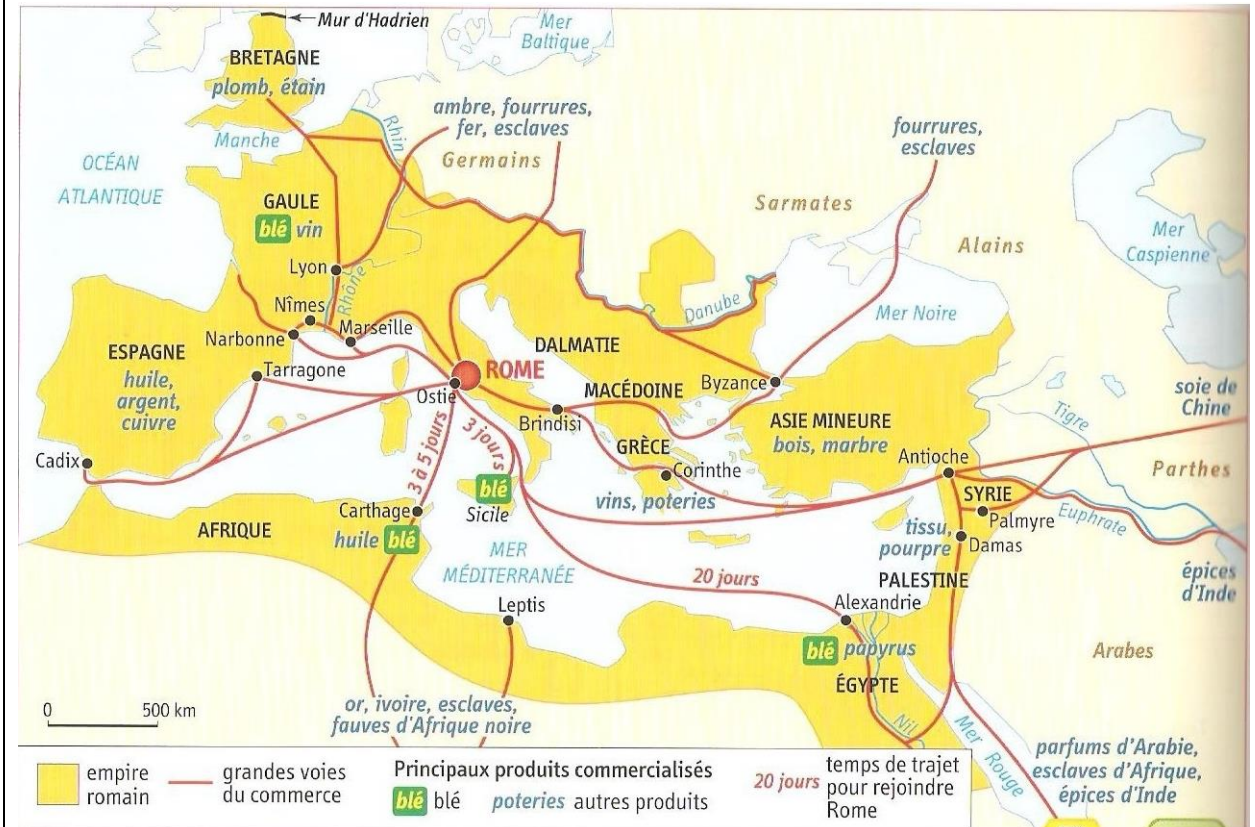 Mur d'Hadrien
Mer
Baltique
BRETAGNE
plomb, étain
ambre, fourrures,
fer, esclaves
fourrures,
esclaves
Manche
Rhin
Germains
OCÉAN
ATLANTIQUE
Sarmates
GAULE
blé vin
Alains
Mer
Caspienne
Lyon
Rhône
Nîmes
Danube
Mer Noire
Narbonne
Marseille
DALMATIE
ESPAGNE
huile,
argent,
cuivre
Tarragone
ROME
Ostie
MACÉDOINE
Byzance
soie de
Chine
Brindisi
ASIE MINEURE
bois, marbre
Tigre
GRÈCE
Cadix
3 à 5 jours
3 jours
Corinthe
Antioche
Parthes
blé
Sicile
vins, poteries
SYRIE
Palmyre
Euphrate
Carthage
AFRIQUE
huile blé
tissu,
pourpre
Damas
MER
MÉDITERRANÉE
20 jours
PALESTINE
épices
d'Inde
Leptis
Alexandrie
blé papyrus
Arabes
ÉGYPTE
0 500 km
or, ivoire, esclaves,
fauves d'Afrique noire
Nil
Mer Rouge
parfums d'Arabie,
esclaves d'Afrique,
épices d'Inde
empire
romain
grandes voies
du commerce
Principaux produits commercialisés
blé blé
poteries autres produits
20 jours
temps de trajet
pour rejoindre
Rome